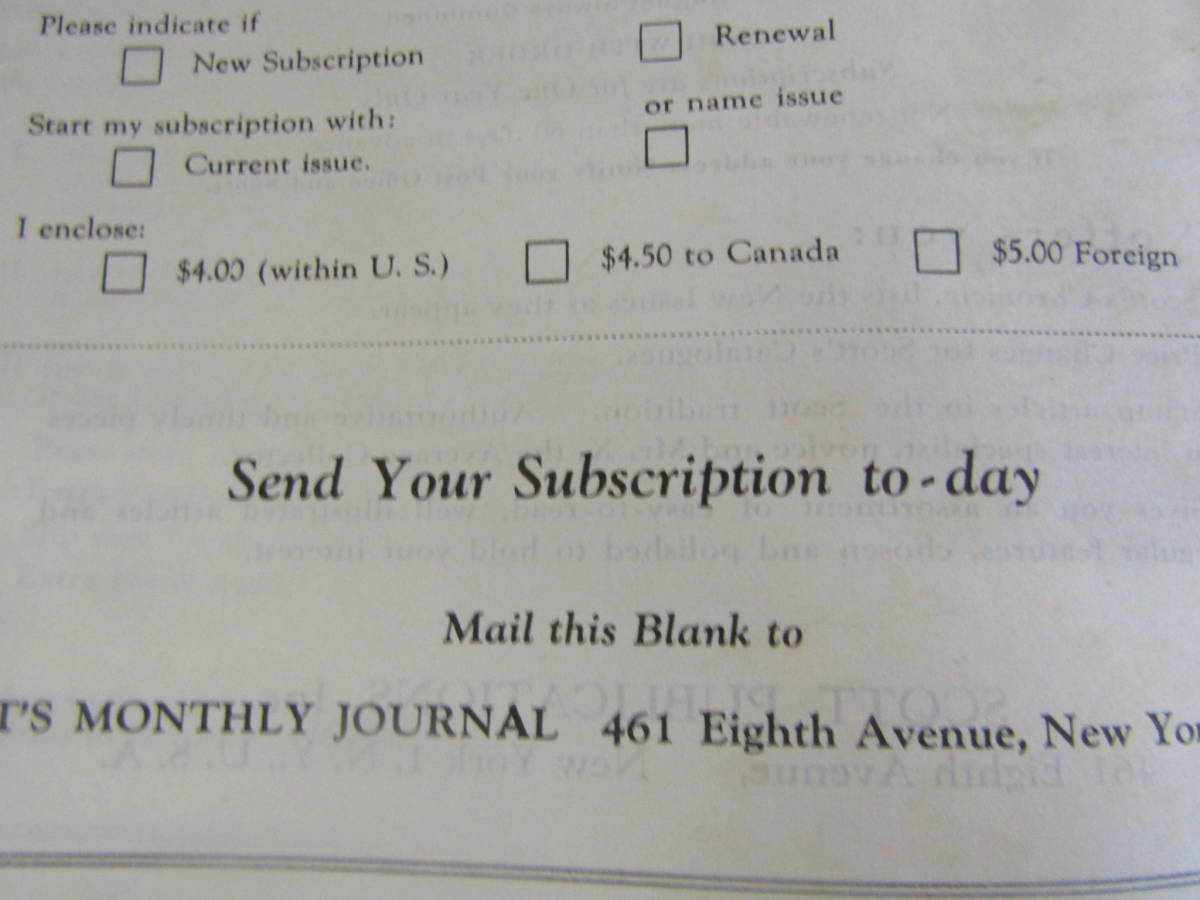 Please indicate if
New Subscription
Renewal
Start my subscription with:
or name issue
Current issue.
I enclose:
$4.00 (within U. S.)
$4.50 to Canada
$5.00 Foreign
Send Your Subscription to-day
Mail this Blank to
T'S MONTHLY JOURNAL 461 Eighth Avenue, New Yor